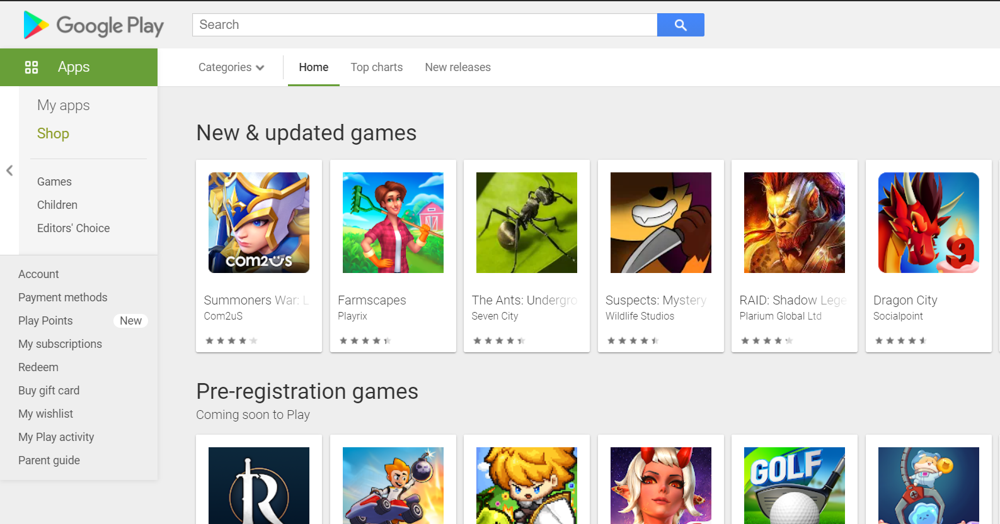 Google Play
Search
Apps
Categories
Home
Top charts
New releases
My apps
Shop
Games
Children
Editors' Choice
Account
Payment methods
Play Points
New
My subscriptions
Redeem
Buy gift card
My wishlist
My Play activity
Parent guide
New & updated games
com2us
9
Summoners War: L
Com2uS
Farmscapes
Playrix
The Ants: Undergro
Seven City
Suspects: Mystery
Wildlife Studios
RAID: Shadow Lege
Plarium Global Ltd
Dragon City
Socialpoint
Pre-registration games
Coming soon to Play
R
GOLF